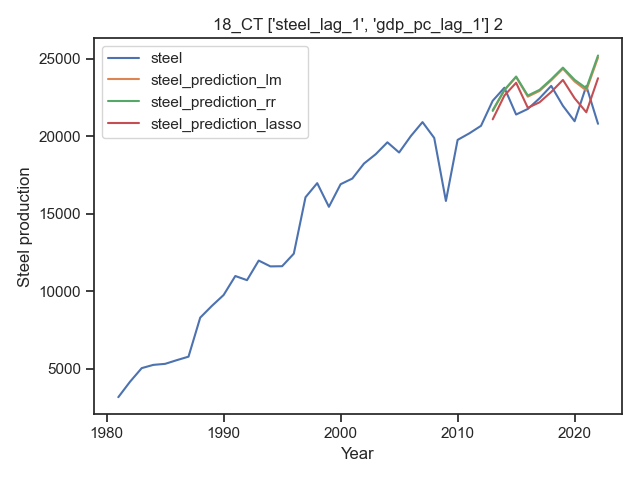 18_CT ['steel_lag_1', 'gdp_pc_lag_1'] 2
steel
steel_prediction_lm
steel_prediction_rr
steel_prediction_lasso
25000
20000
15000
10000
5000
Steel production
1980
1990
2000
2010
2020
Year